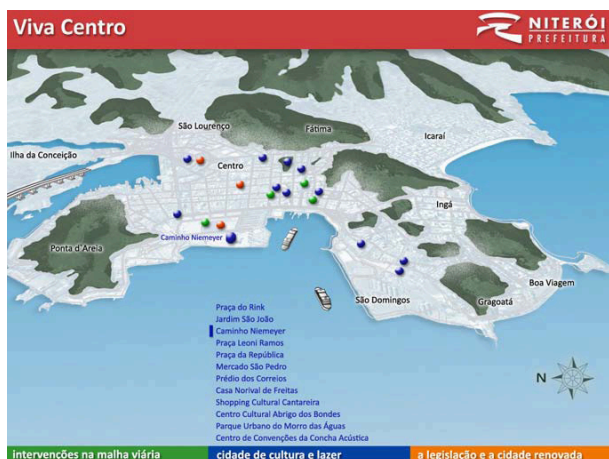 Viva Centro
NITERÓI
PREFEITURA
São Lourenço
Fátima
Icaraí
Ilha da Conceição
Centro
Ingá
Caminho Niemeyer
Ponta d'Areia
Boa Viagem
São Domingos
Gragoatá
Praça do Rink
Jardim São João
Caminho Niemeyer
Praça Leoni Ramos
Praça da República
Mercado São Pedro
Prédio dos Correios
Casa Norival de Freitas
Shopping Cultural Cantareira
Centro Cultural Abrigo dos Bondes
Parque Urbano do Morro das Águas
Centro de Convenções da Concha Acústica
N
intervenções na malha viária
cidade de cultura e lazer
a legislação e a cidade renovada